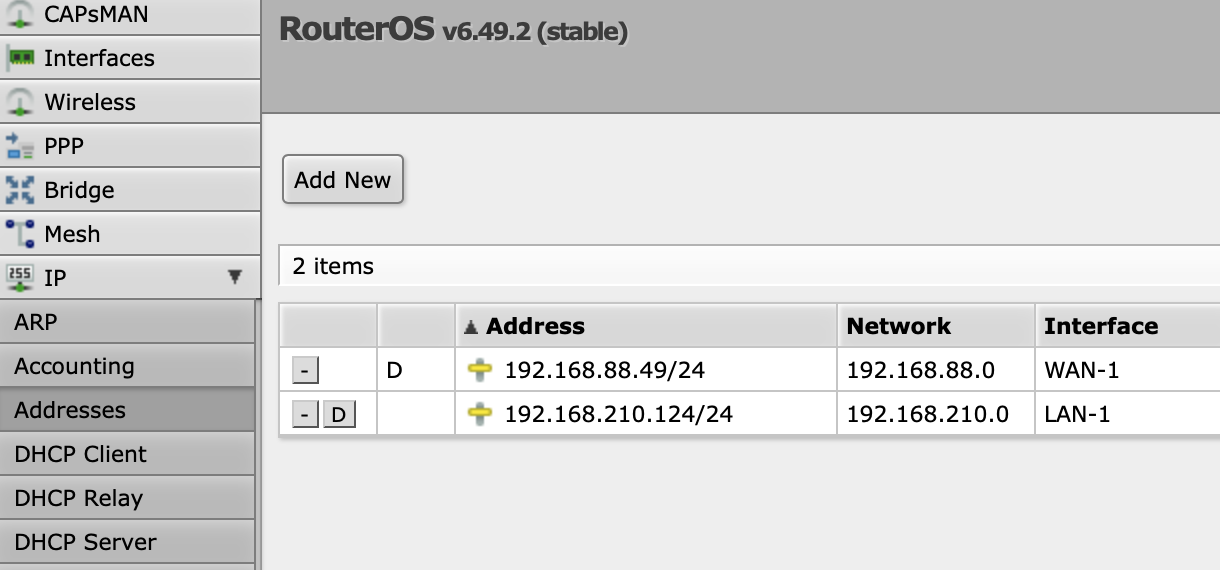 CAPsMAN
Interfaces
Wireless
PPP
Bridge
Mesh
255 IP ▼
ARP
Accounting
Addresses
DHCP Client
DHCP Relay
DHCP Server
RouterOS v6.49.2 (stable)
Add New
2 items
▲ Address Network Interface
- D 192.168.88.49/24 192.168.88.0 WAN-1
- D 192.168.210.124/24 192.168.210.0 LAN-1